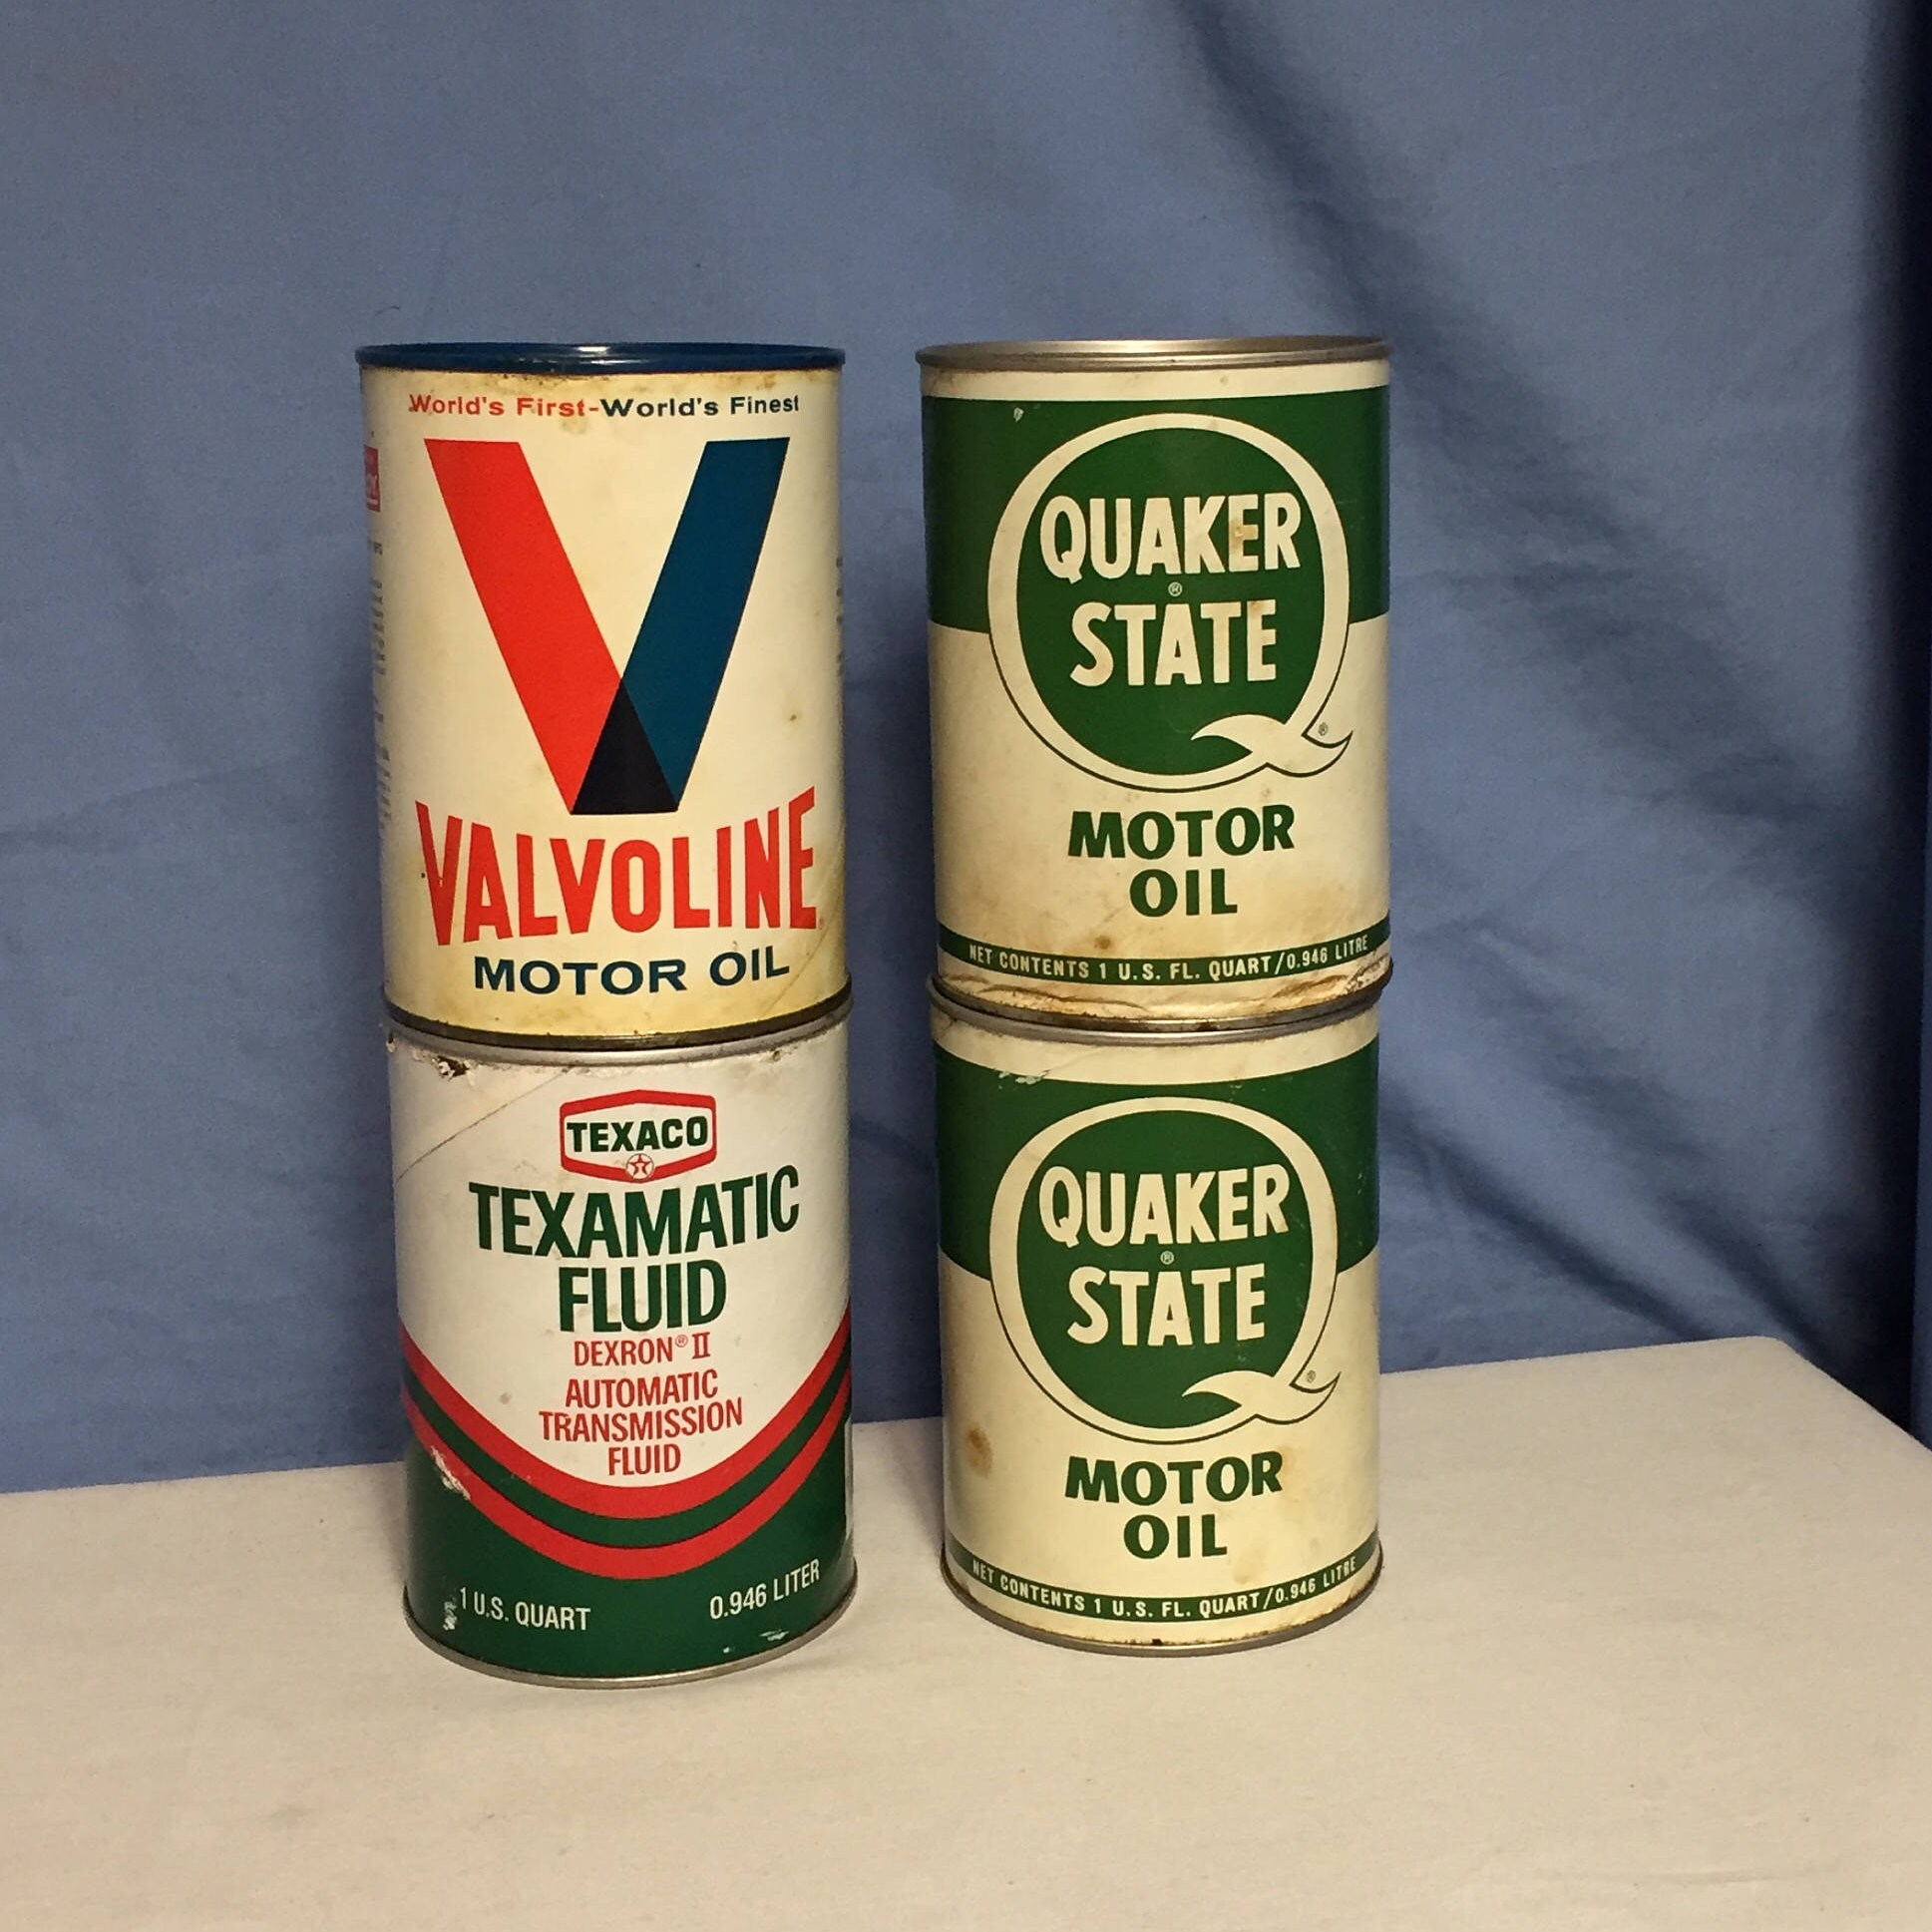 World's First-World's Finest
VALVOLINE
MOTOR OIL
TEXACO
TEXAMATIC
FLUID
DEXRON® II
AUTOMATIC
TRANSMISSION
FLUID
1 U.S. QUART 0.946 LITER
QUAKER
®
STATE
®
MOTOR
OIL
NET CONTENTS 1 U.S. FL. QUART/0.946 LITRE
QUAKER
®
STATE
®
MOTOR
OIL
NET CONTENTS 1 U.S. FL. QUART/0.946 LITRE